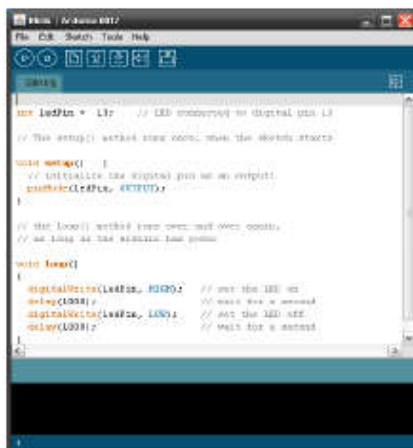 Blink | Arduino 0017
File Edit Sketch Tools Help
int ledPin = 13; // LED connected to digital pin 13
// The setup() method runs once, when the sketch starts
void setup() {
// initialize the digital pin as an output:
pinMode(ledPin, OUTPUT);
}
// the loop() method runs over and over again,
// as long as the Arduino has power
void loop()
{
digitalWrite(ledPin, HIGH); // set the LED on
delay(1000); // wait for a second
digitalWrite(ledPin, LOW); // set the LED off
delay(1000); // wait for a second
}